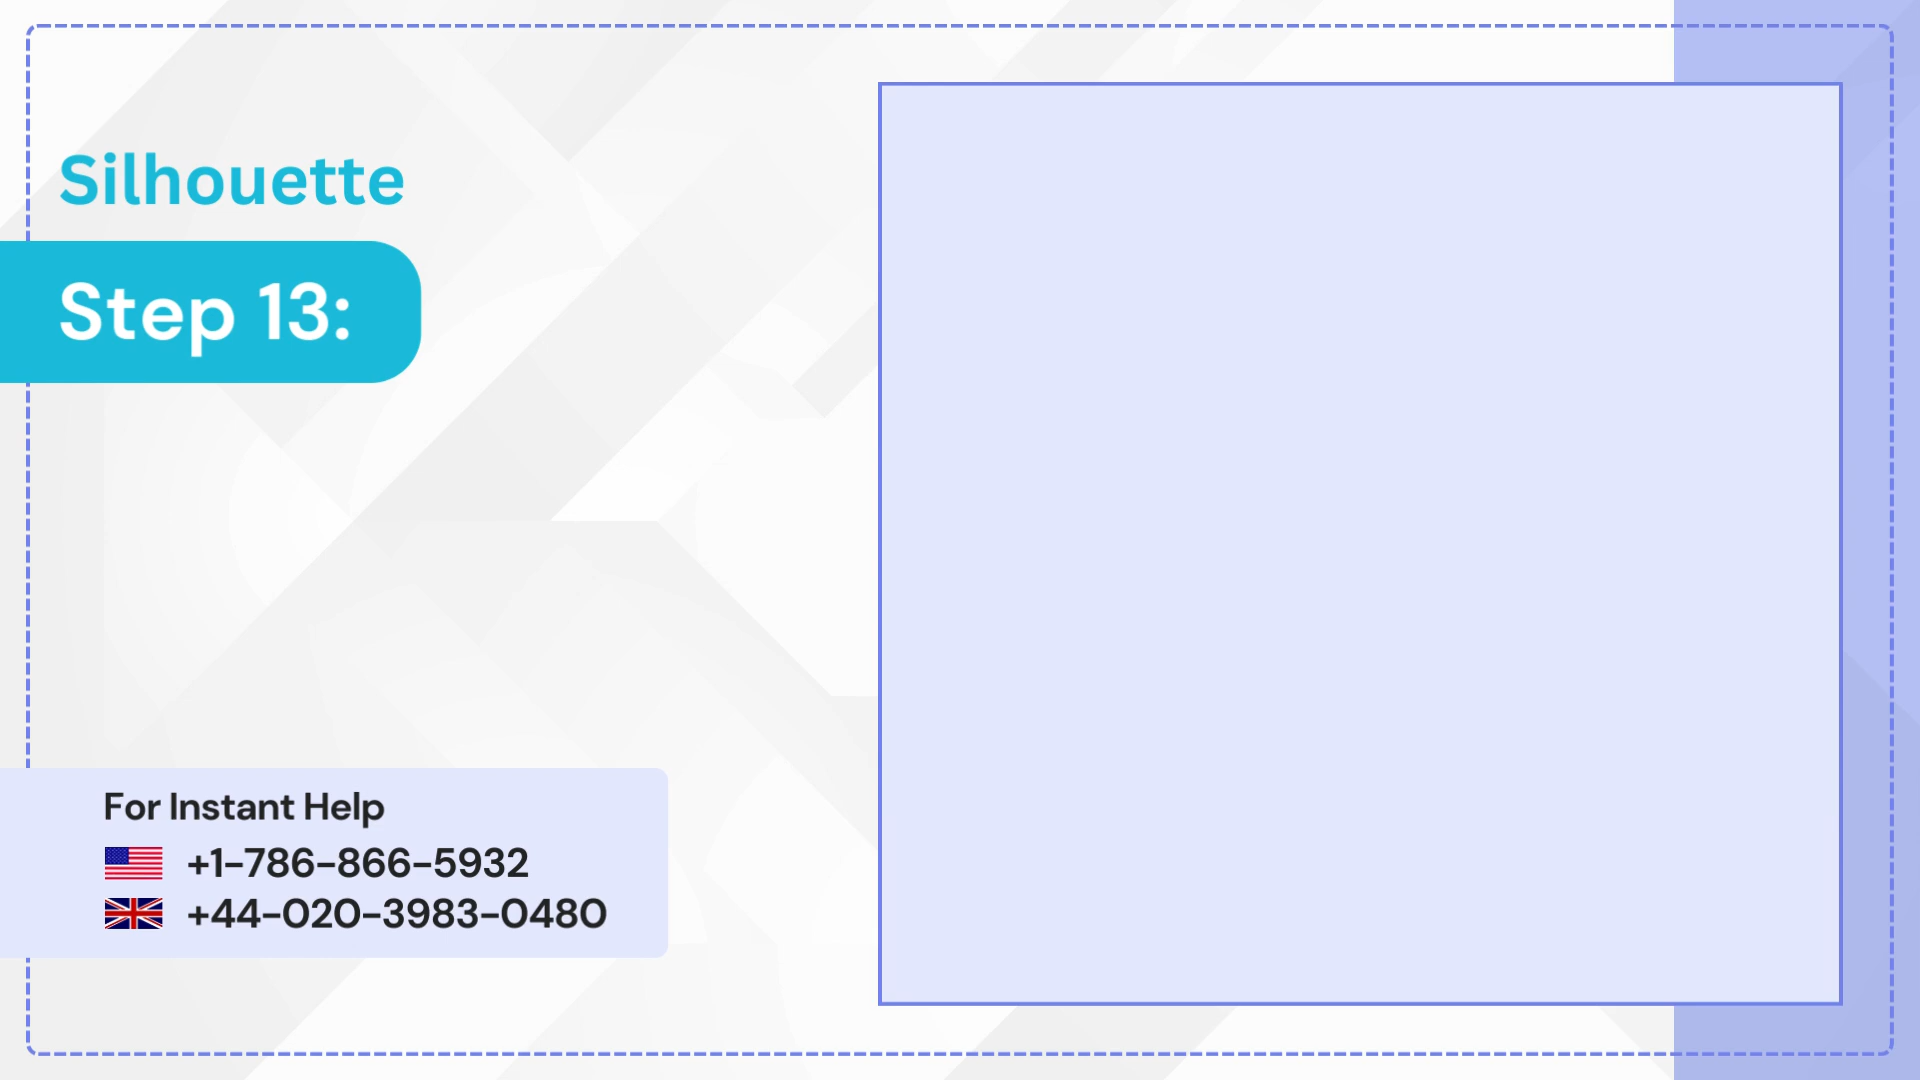 Silhouette
Step 13:
For Instant Help
+1-786-866-5932
+44-020-3983-0480